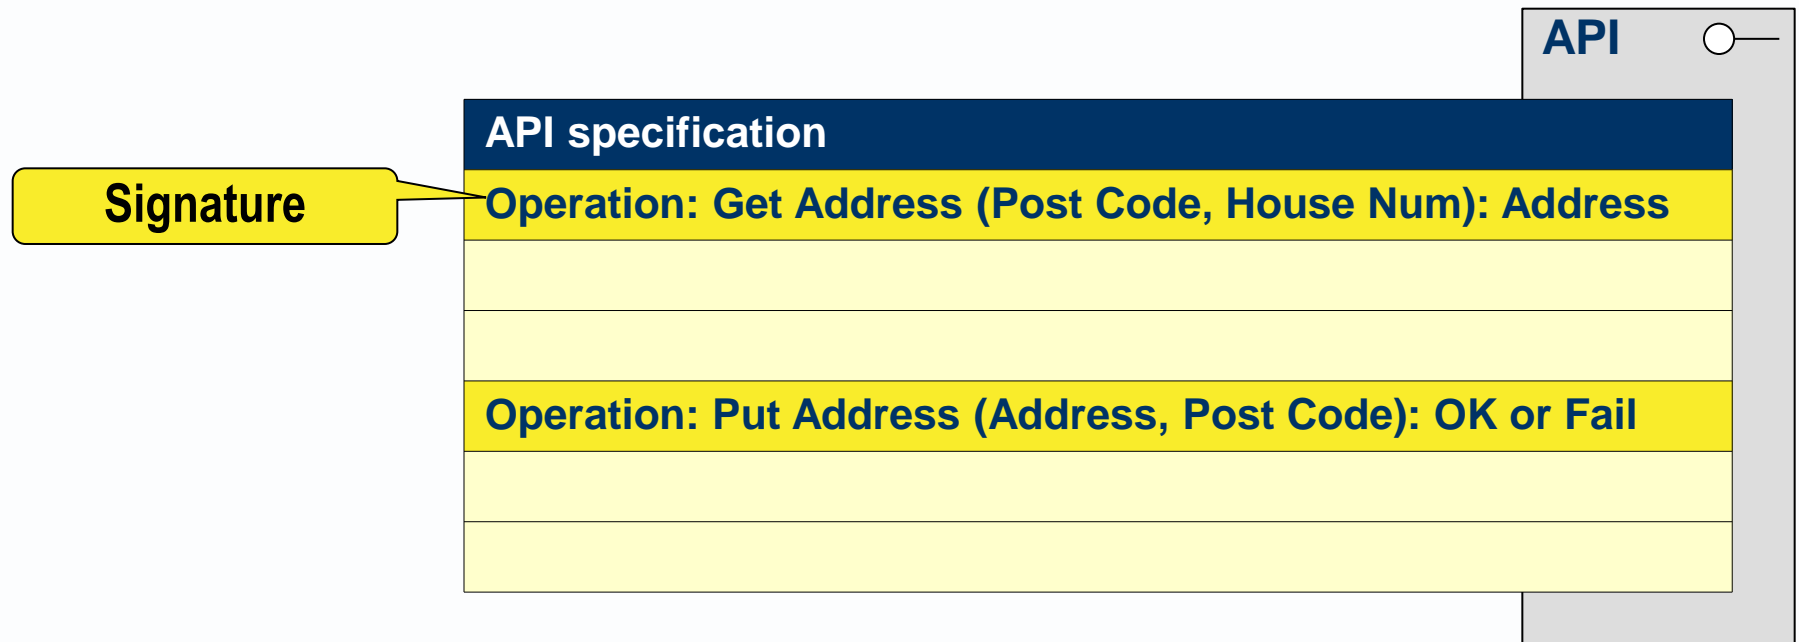 API
API specification
Signature
Operation: Get Address (Post Code, House Num): Address
Operation: Put Address (Address, Post Code): OK or Fail